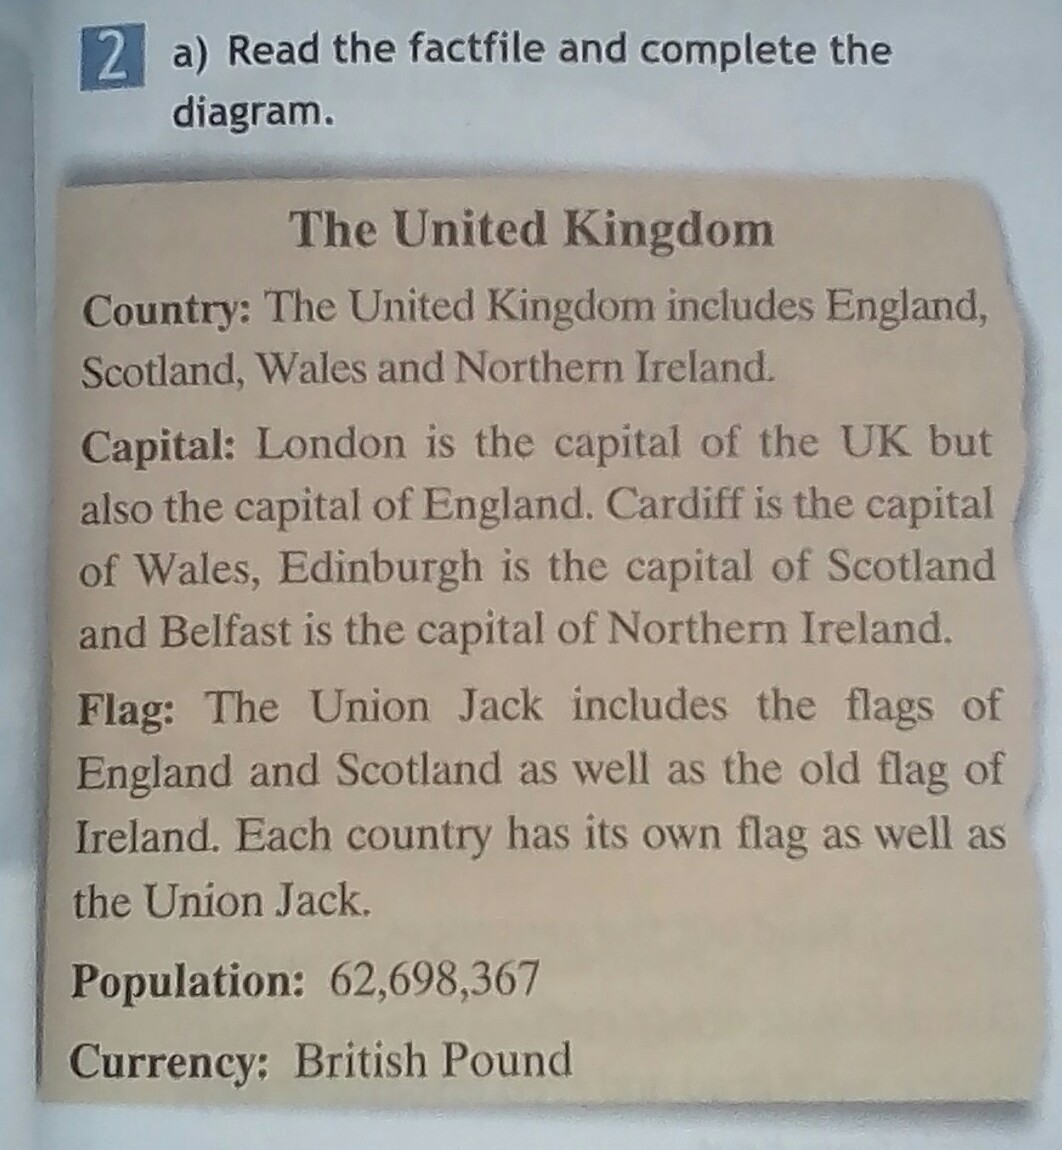 2 a) Read the factfile and complete the
diagram.
The United Kingdom
Country: The United Kingdom includes England,
Scotland, Wales and Northern Ireland.
Capital: London is the capital of the UK but
also the capital of England. Cardiff is the capital
of Wales, Edinburgh is the capital of Scotland
and Belfast is the capital of Northern Ireland.
Flag: The Union Jack includes the flags of
England and Scotland as well as the old flag of
Ireland. Each country has its own flag as well as
the Union Jack.
Population: 62,698,367
Currency: British Pound